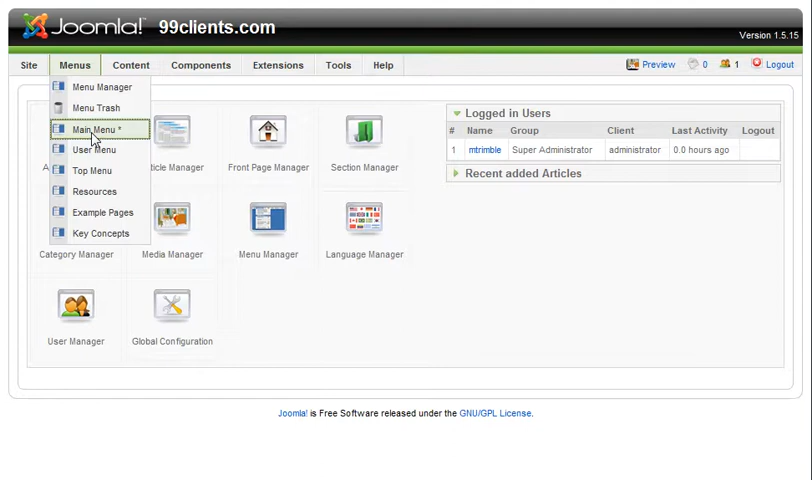 Joomla! 99clients.com
Version 1.5.15
Site Menus Content Components Extensions Tools Help Preview 0 1 Logout
Menu Manager
Menu Trash
Main Menu *
User Menu
Top Menu
Resources
Example Pages
Key Concepts
ticle Manager Front Page Manager Section Manager
Category Manager Media Manager Menu Manager Language Manager
User Manager Global Configuration
Logged in Users
# Name Group Client Last Activity Logout
1 mtrimble Super Administrator administrator 0.0 hours ago
Recent added Articles
Joomla! is Free Software released under the GNU/GPL License.